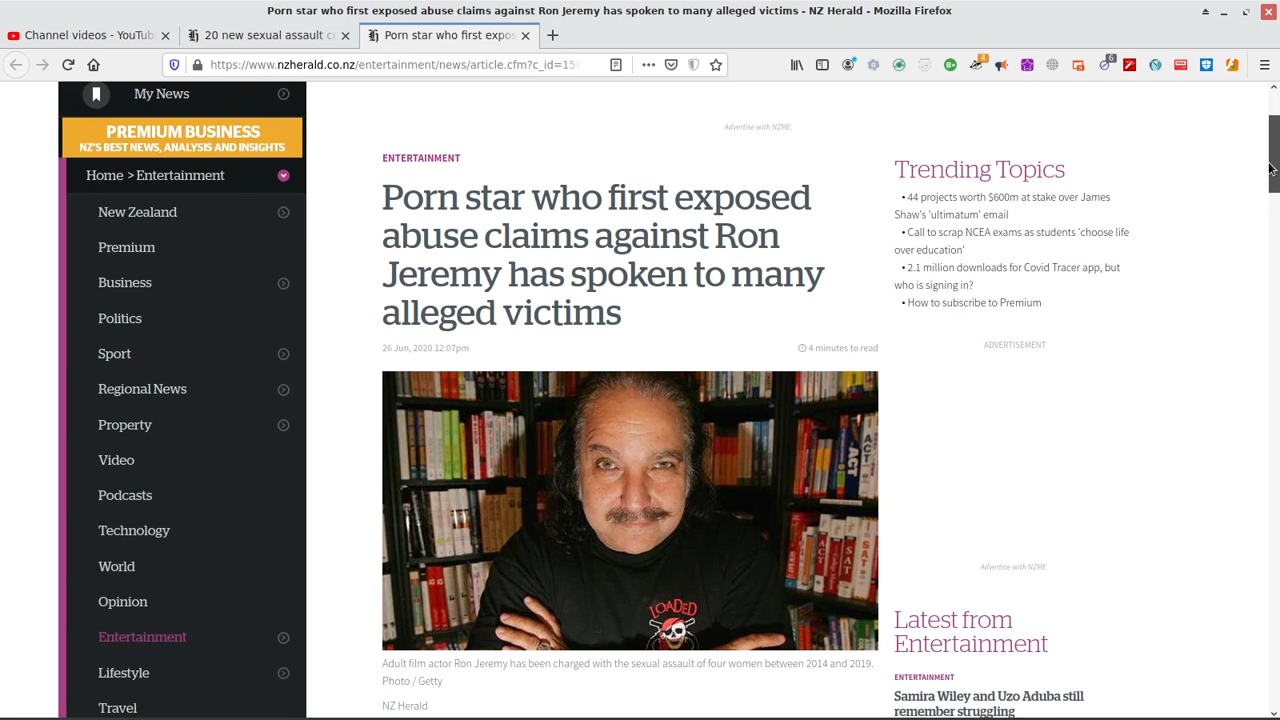 Porn star who first exposed abuse claims against Ron Jeremy has spoken to many alleged victims - NZ Herald - Mozilla Firefox
Channel videos - YouTu
20 new sexual assault c
Porn star who first expos
https://www.nzherald.co.nz/entertainment/news/article.cfm?c_id=150
My News
PREMIUM BUSINESS
NZ'S BEST NEWS, ANALYSIS AND INSIGHTS
Home > Entertainment
New Zealand
Premium
Business
Politics
Sport
Regional News
Property
Video
Podcasts
Technology
World
Opinion
Entertainment
Lifestyle
Travel
Advertise with NZME.
ENTERTAINMENT
Porn star who first exposed
abuse claims against Ron
Jeremy has spoken to many
alleged victims
26 Jun, 2020 12:07pm
4 minutes to read
LOADED
ACT
ACT
SAT
Adult film actor Ron Jeremy has been charged with the sexual assault of four women between 2014 and 2019.
Photo / Getty
NZ Herald
Trending Topics
• 44 projects worth $600m at stake over James
Shaw's 'ultimatum' email
• Call to scrap NCEA exams as students 'choose life
over education'
• 2.1 million downloads for Covid Tracer app, but
who is signing in?
• How to subscribe to Premium
ADVERTISEMENT
Advertise with NZME.
Latest from
Entertainment
ENTERTAINMENT
Samira Wiley and Uzo Aduba still
remember struggling